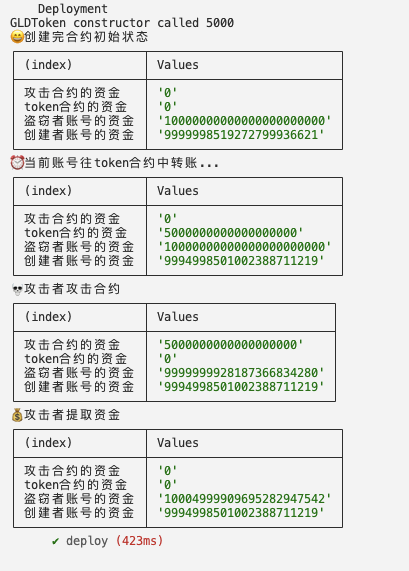 Deployment
GLDToken constructor called 5000
😀创建完合约初始状态
(index) Values
攻击合约的资金 '0'
token合约的资金 '0'
盗窃者账号的资金 '10000000000000000000000'
创建者账号的资金 '9999998519272799936621'
⏰当前账号往token合约中转账...
(index) Values
攻击合约的资金 '0'
token合约的资金 '5000000000000000000'
盗窃者账号的资金 '10000000000000000000000'
创建者账号的资金 '9994998501002388711219'
💀攻击者攻击合约
(index) Values
攻击合约的资金 '5000000000000000000'
token合约的资金 '0'
盗窃者账号的资金 '9999999928187366834280'
创建者账号的资金 '9994998501002388711219'
💰攻击者提取资金
(index) Values
攻击合约的资金 '0'
token合约的资金 '0'
盗窃者账号的资金 '10004999909695282947542'
创建者账号的资金 '9994998501002388711219'
✔ deploy (423ms)